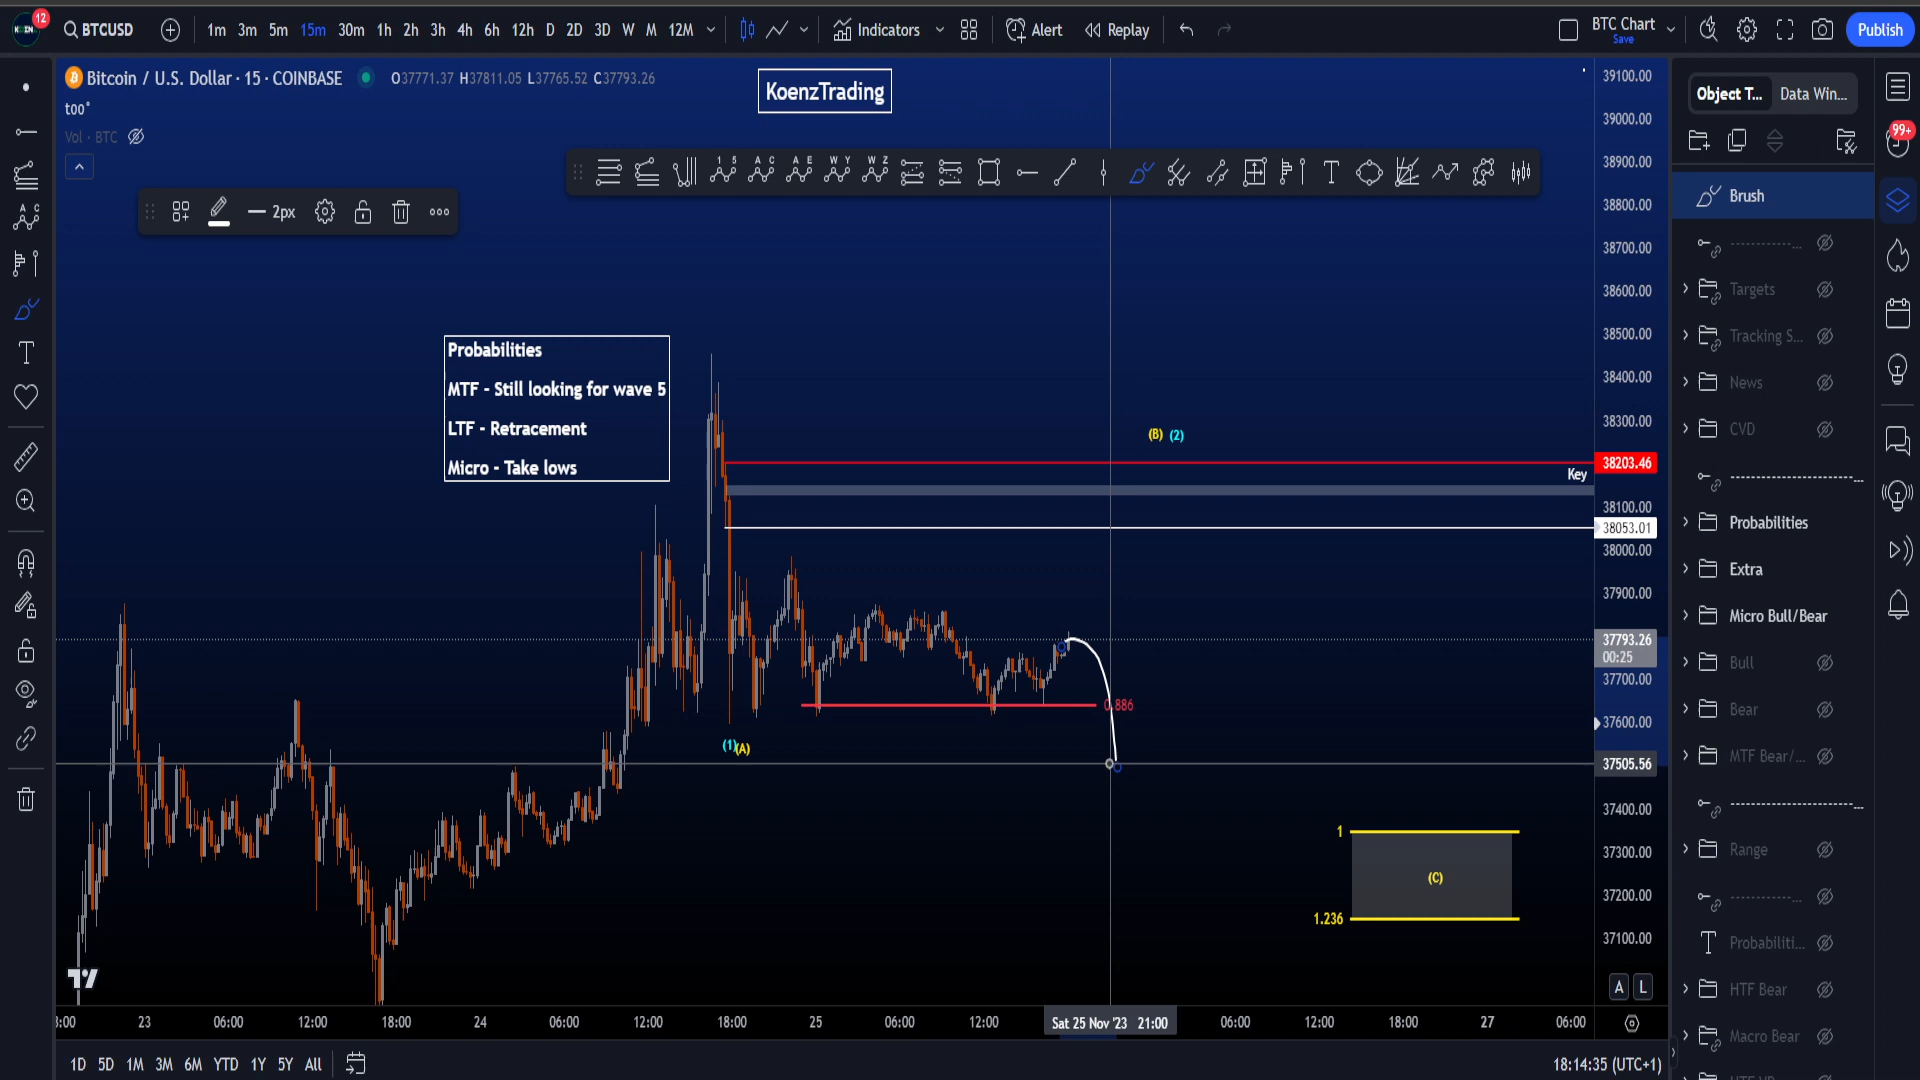 12
BTCUSD
1m 3m 5m 15m 30m 1h 2h 3h 4h 6h 12h D 2D 3D W M 12M
Indicators
Alert
Replay
BTC Chart
Save
Publish
Bitcoin / U.S. Dollar · 15 · COINBASE
O37771.37 H37811.05 L37765.52 C37793.26
too
Vol · BTC
KoenzTrading
2px
Probabilities
MTF - Still looking for wave 5
LTF - Retracement
Micro - Take lows
(B) (2)
Key
(1)(A)
0.886
1
(C)
1.236
39100.00
39000.00
38900.00
38800.00
38700.00
38600.00
38500.00
38400.00
38300.00
38203.46
38100.00
38053.01
38000.00
37900.00
37793.26
00:25
37700.00
37600.00
37505.56
37400.00
37300.00
37200.00
37100.00
A L
23 06:00 12:00 18:00 24 06:00 12:00 18:00 25 06:00 12:00 Sat 25 Nov '23 21:00 06:00 12:00 18:00 27 06:00
1D 5D 1M 3M 6M YTD 1Y 5Y All
18:14:35 (UTC+1)
Object T... Data Win...
99+
Brush
Targets
Tracking S...
News
CVD
Probabilities
Extra
Micro Bull/Bear
Bull
Bear
MTF Bear/...
Range
Probabiliti...
HTF Bear
Macro Bear